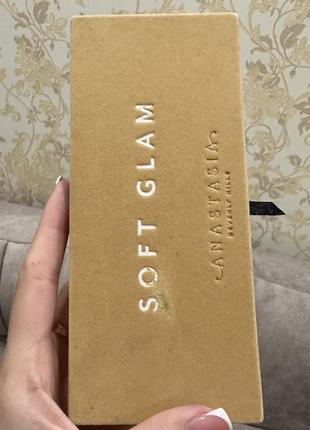 SOFT GLAM
ANASTASIA
BEVERLY HILLS